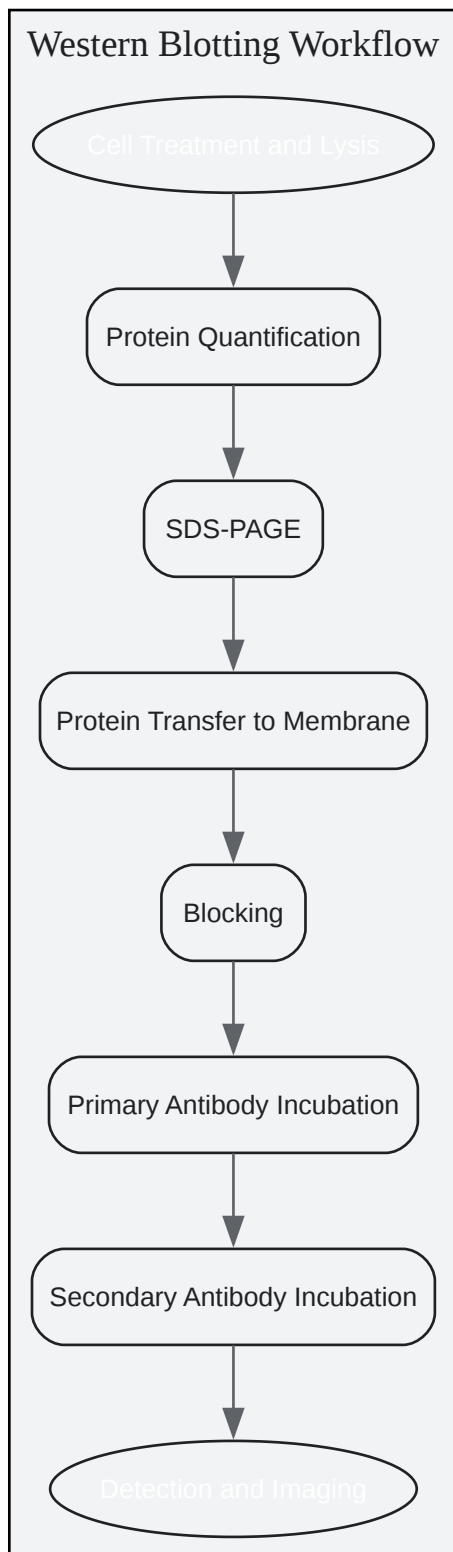 Western Blotting Workflow
Cell Treatment and Lysis
Protein Quantification
SDS-PAGE
Protein Transfer to Membrane
Blocking
Primary Antibody Incubation
Secondary Antibody Incubation
Detection and Imaging